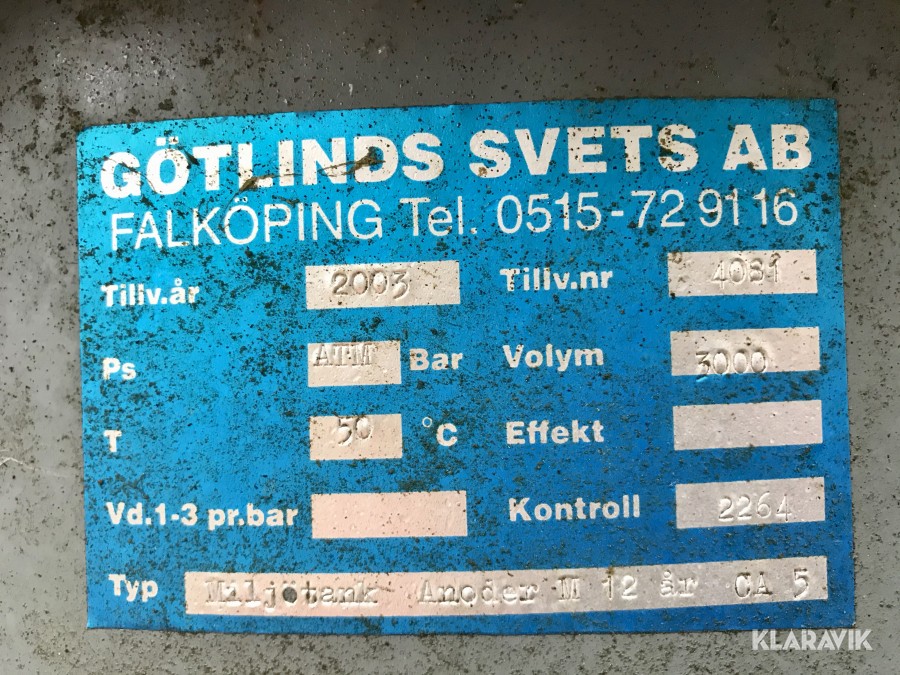 GÖTLINDS SVETS AB
FALKÖPING Tel. 0515-72 91 16
Tillv.år 2003 Tillv.nr 4081
Ps ATM Bar Volym 3000
T 50 °C Effekt
Vd.1-3 pr.bar Kontroll 2264
Typ Miljötank Anoder M 12 år CA 5
KLARAVIK